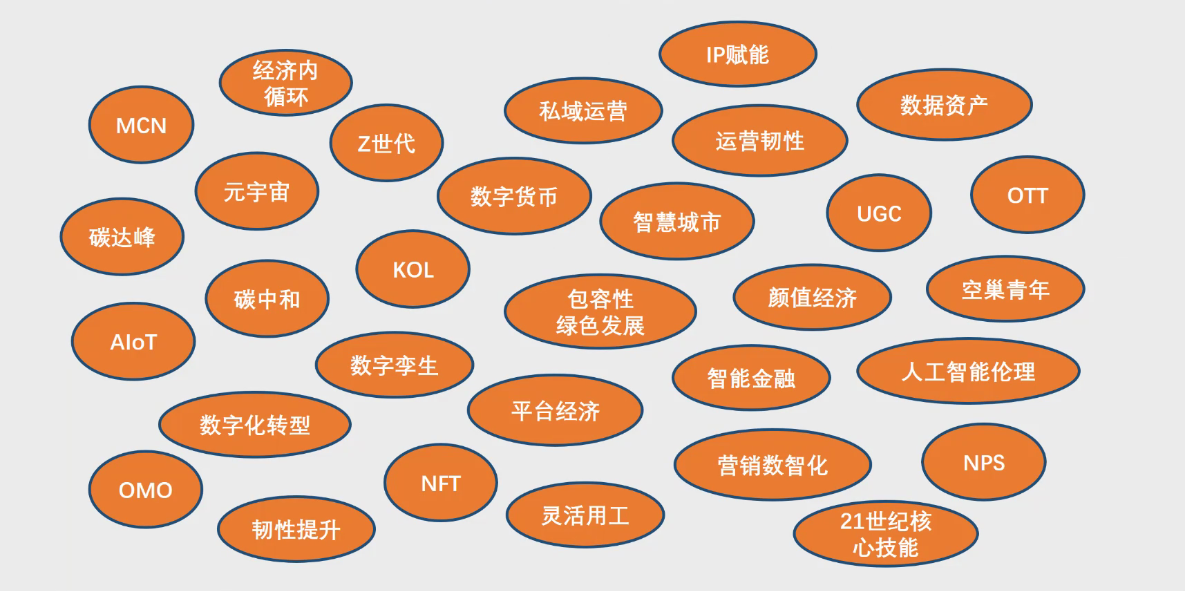 IP赋能
经济内
循环
私域运营
数据资产
MCN
Z世代
运营韧性
元宇宙
数字货币
智慧城市
UGC
OTT
碳达峰
KOL
碳中和
包容性
绿色发展
颜值经济
空巢青年
AIoT
数字孪生
智能金融
人工智能伦理
数字化转型
平台经济
营销数智化
NPS
OMO
NFT
韧性提升
灵活用工
21世纪核
心技能